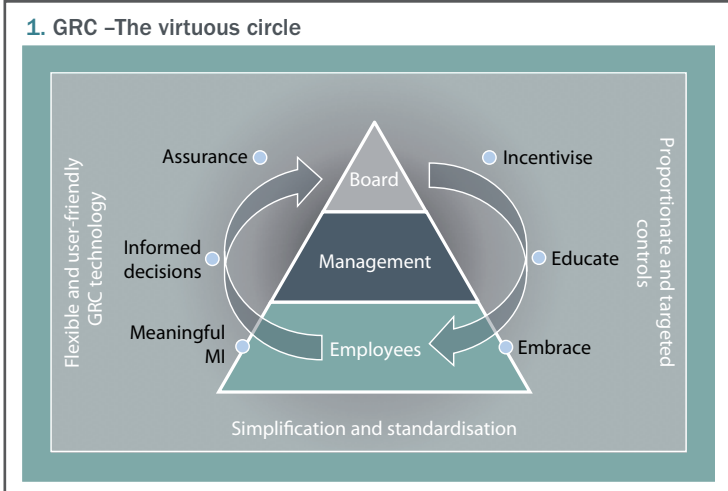 1. GRC –The virtuous circle
Assurance
Incentivise
Board
Flexible and user-friendly
GRC technology
Proportionate and targeted
controls
Informed
decisions
Management
Educate
Meaningful
MI
Employees
Embrace
Simplification and standardisation